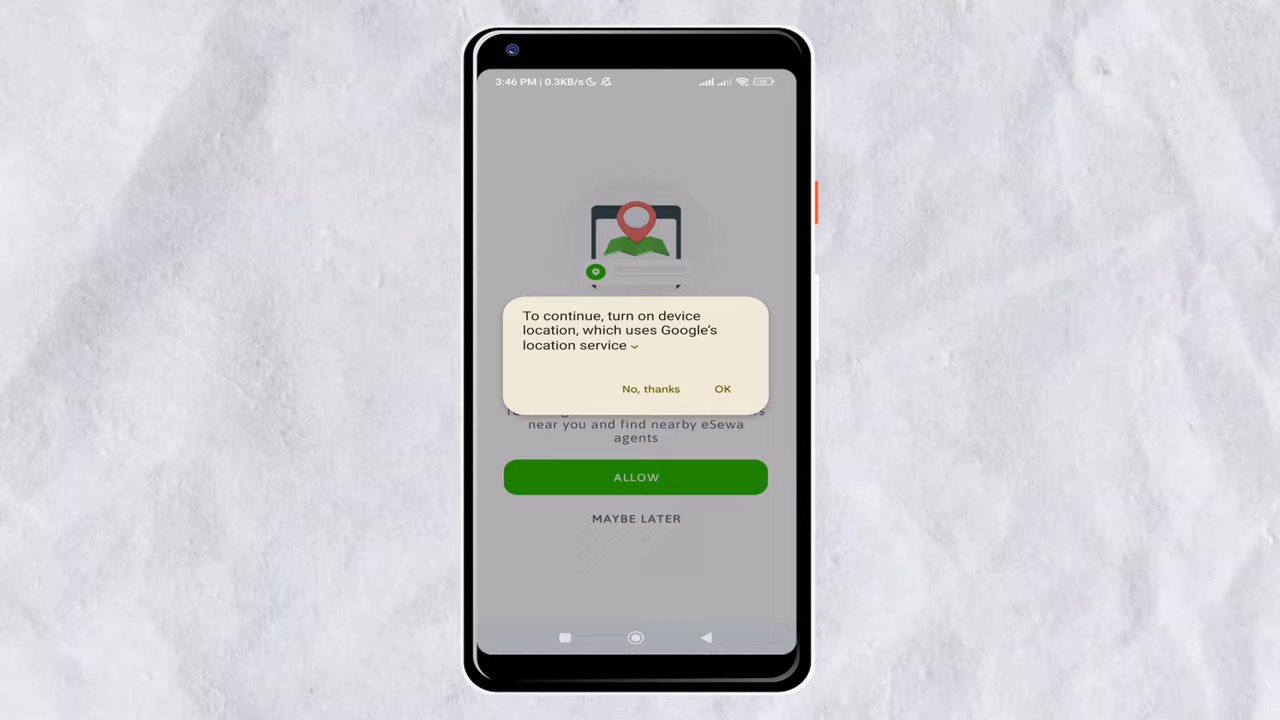 3:46 PM | 0.3KB/s
20
To continue, turn on device
location, which uses Google's
location service
No, thanks OK
near you and find nearby eSewa
agents
ALLOW
MAYBE LATER